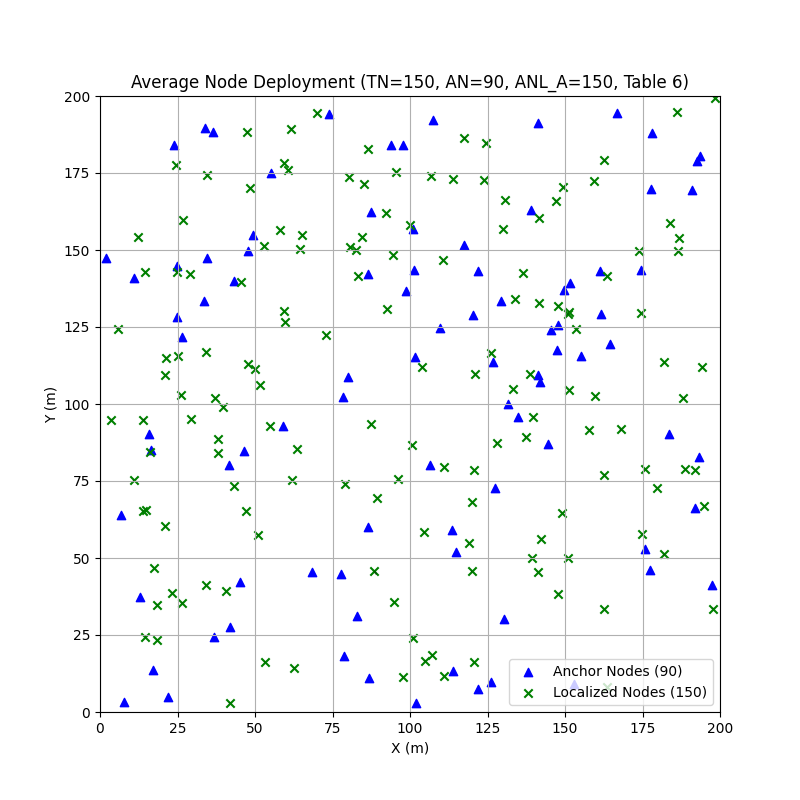 Average Node Deployment (TN=150, AN=90, ANL_A=150, Table 6)
200
175
150
125
100
75
50
25
0
Y (m)
Anchor Nodes (90)
Localized Nodes (150)
0 25 50 75 100 125 150 175 200
X (m)